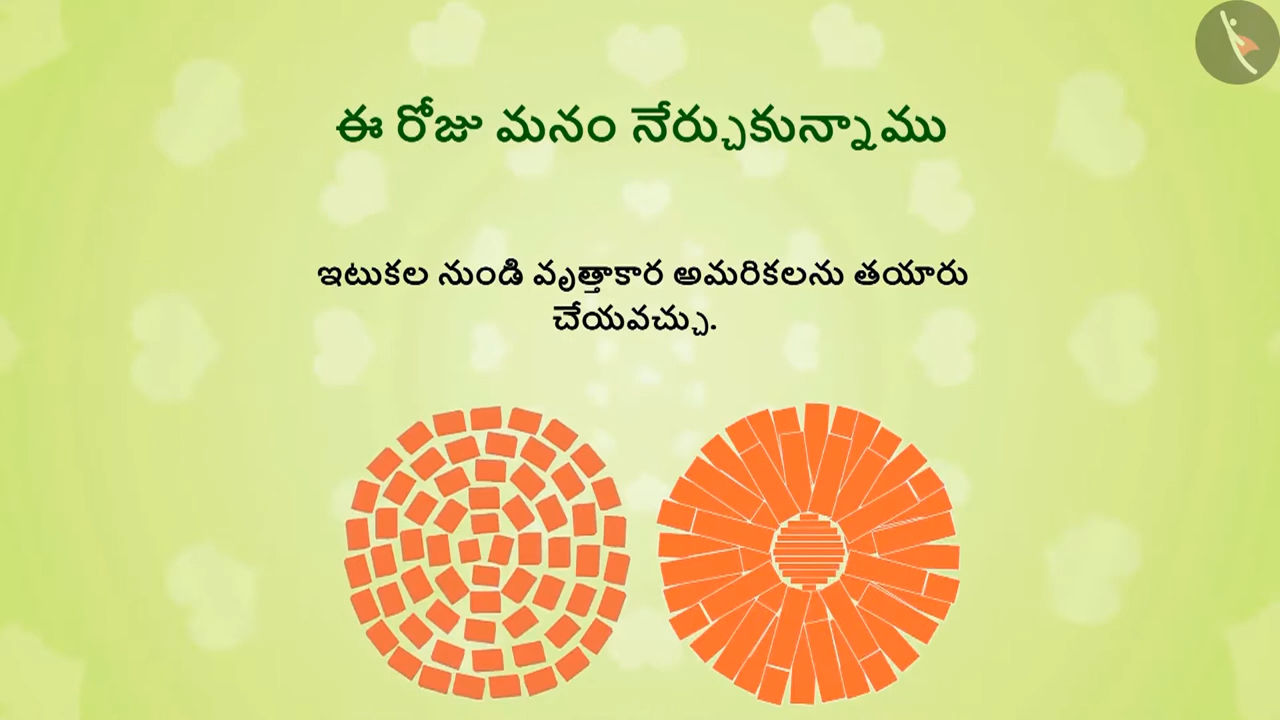 ఈ రోజు మనం నేర్చుకున్నాము
ఇటుకల నుండి వృత్తాకార అమరికలను తయారు
చేయవచ్చు.